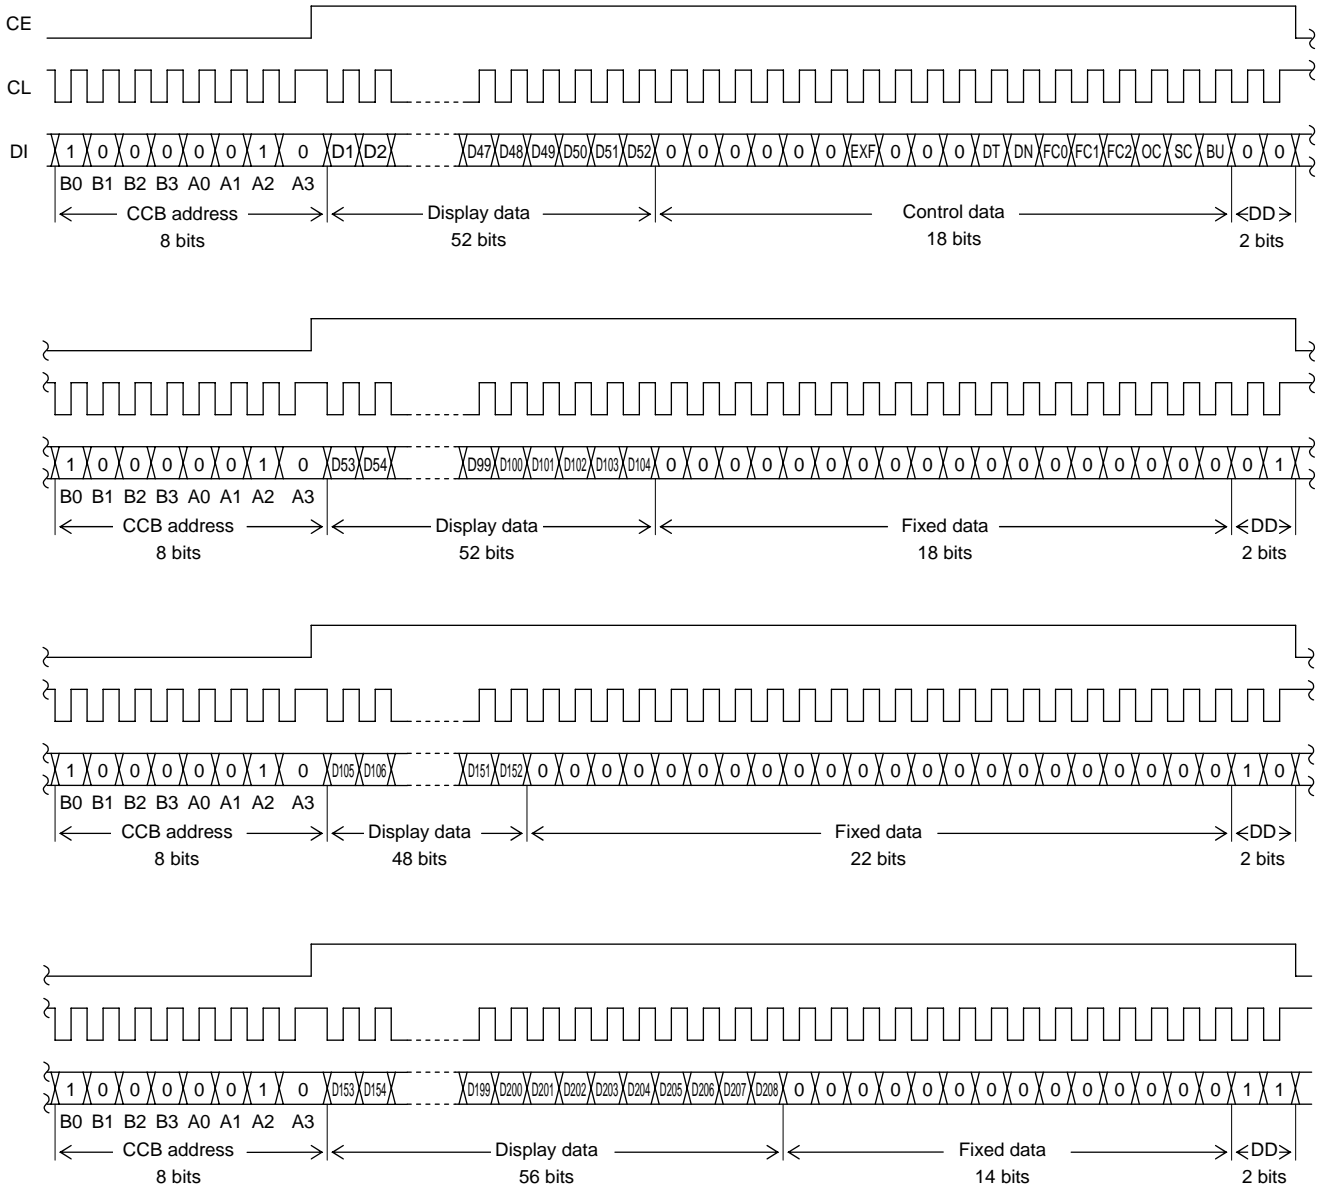 CE
CL
DI 1 0 0 0 0 0 1 0 D1 D2 D47 D48 D49 D50 D51 D52 0 0 0 0 0 0 EXF 0 0 0 DT DN FC0 FC1 FC2 OC SC BU 0 0
B0 B1 B2 B3 A0 A1 A2 A3
CCB address Display data Control data DD
8 bits 52 bits 18 bits 2 bits
1 0 0 0 0 0 1 0 D53 D54 D99 D100 D101 D102 D103 D104 0 0 0 0 0 0 0 0 0 0 0 0 0 0 0 0 0 0 0 1
B0 B1 B2 B3 A0 A1 A2 A3
CCB address Display data Fixed data DD
8 bits 52 bits 18 bits 2 bits
1 0 0 0 0 0 1 0 D105 D106 D151 D152 0 0 0 0 0 0 0 0 0 0 0 0 0 0 0 0 0 0 0 0 0 0 1 0
B0 B1 B2 B3 A0 A1 A2 A3
CCB address Display data Fixed data DD
8 bits 48 bits 22 bits 2 bits
1 0 0 0 0 0 1 0 D153 D154 D199 D200 D201 D202 D203 D204 D205 D206 D207 D208 0 0 0 0 0 0 0 0 0 0 0 0 0 0 1 1
B0 B1 B2 B3 A0 A1 A2 A3
CCB address Display data Fixed data DD
8 bits 56 bits 14 bits 2 bits